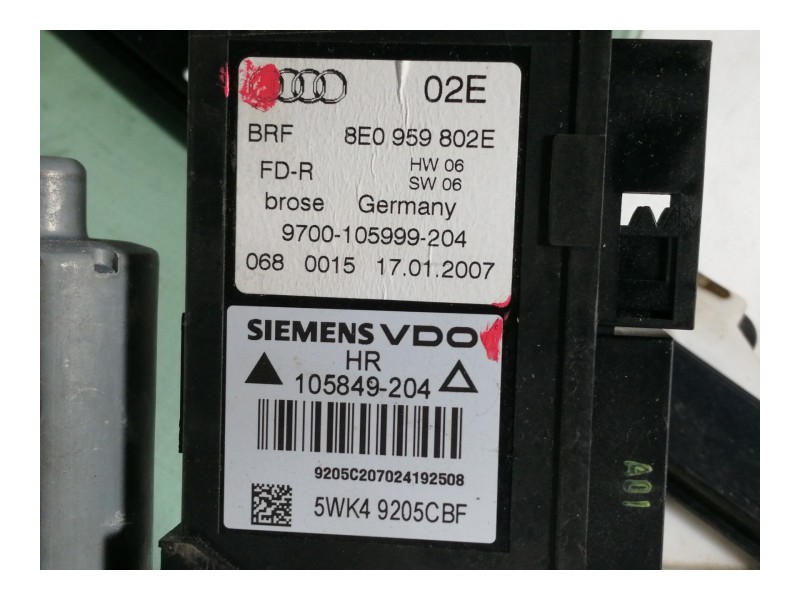 02E
BRF 8E0 959 802E
FD-R HW 06
SW 06
brose Germany
9700-105999-204
068 0015 17.01.2007
SIEMENS VDO
HR
105849-204
9205C207024192508
5WK4 9205CBF
A01